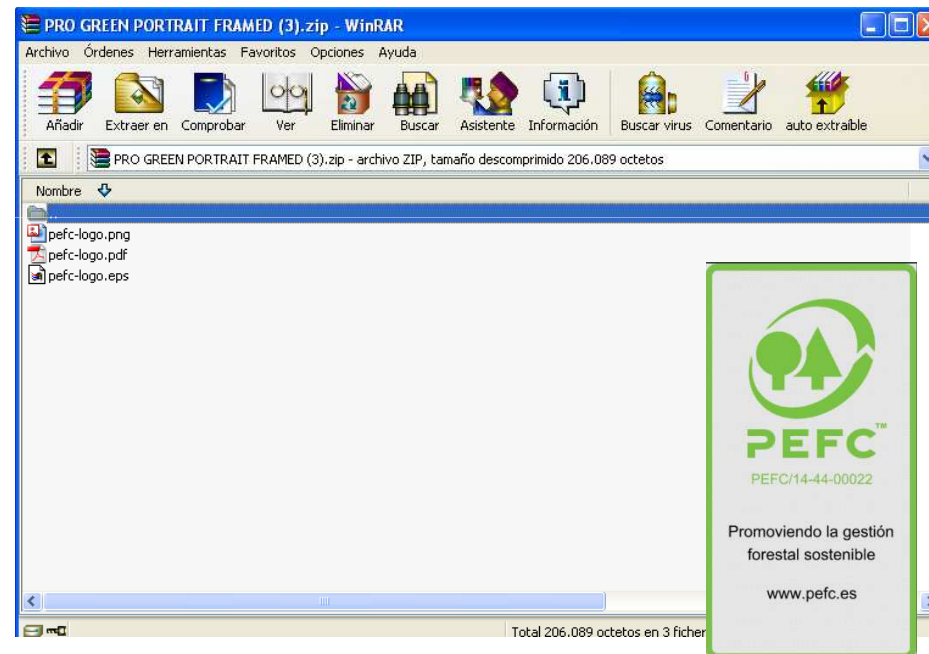 PRO GREEN PORTRAIT FRAMED (3).zip - WinRAR
Archivo Órdenes Herramientas Favoritos Opciones Ayuda
Añadir Extraer en Comprobar Ver Eliminar Buscar Asistente Información Buscar virus Comentario auto extraíble
PRO GREEN PORTRAIT FRAMED (3).zip - archivo ZIP, tamaño descomprimido 206.089 octetos
Nombre
..
pefc-logo.png
pefc-logo.pdf
pefc-logo.eps
PEFC™
PEFC/14-44-00022
Promoviendo la gestión
forestal sostenible
www.pefc.es
Total 206.089 octetos en 3 ficher